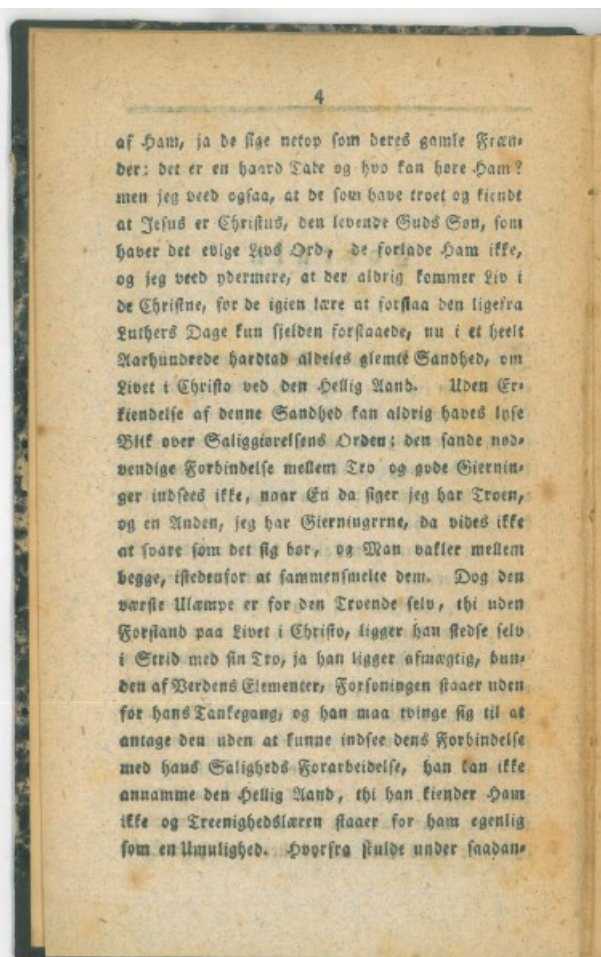 4
af Ham, ja de sige netop som deres gamle Fræn-
der: det er en haard Tale og hvo kan høre Ham?
men jeg veed ogsaa, at de som have troet og kiendt
at Jesus er Christus, den levende Guds Søn, som
haver det evige Livs Ord, de forlade Ham ikke,
og jeg veed ydermere, at der aldrig kommer Liv i
de Christne, før de igien lære at forstaa den ligefra
Luthers Dage kun sjelden forstaaede, nu i et heelt
Aarhundrede hardtad aldeles glemte Sandhed, om
Livet i Christo ved den Hellig Aand. Uden Er-
kiendelse af denne Sandhed kan aldrig haves lyse
Blik over Saliggiørelsens Orden; den sande nød-
vendige Forbindelse mellem Tro og gode Giernin-
ger indsees ikke, naar En da siger jeg har Troen,
og en Anden, jeg har Gierningrne, da vides ikke
at svare som det sig bør, og Man vakler mellem
begge, istedenfor at sammensmelte dem. Dog den
værste Ulæmpe er for den Troende selv, thi uden
Forstand paa Livet i Christo, ligger han stedse selv
i Strid med sin Tro, ja han ligger afmægtig, bun-
den af Verdens Elementer, Forsoningen staaer uden
for hans Tankegang, og han maa tvinge sig til at
antage den uden at kunne indsee dens Forbindelse
med hans Saligheds Forarbeidelse, han kan ikke
annamme den Hellig Aand, thi han kiender Ham
ikke og Treenighedslæren staaer for ham egenlig
som en Umulighed. Hvorfra skulde under saadan-